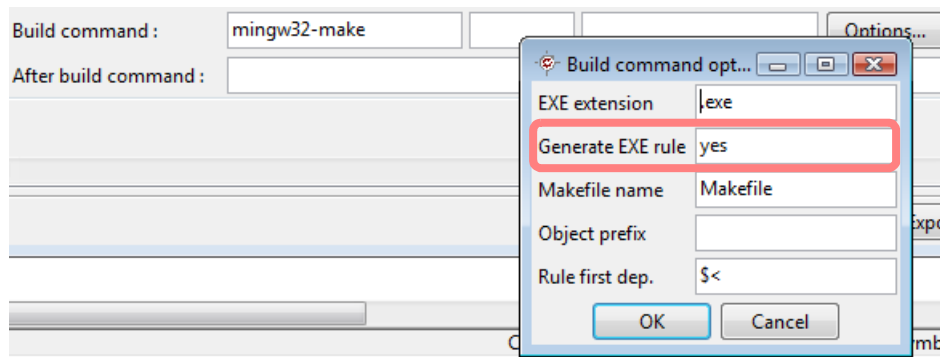 Build command :
mingw32-make
Options...
After build command :
Build command opt...
EXE extension
.exe
Generate EXE rule
yes
Makefile name
Makefile
Object prefix
Rule first dep.
$<
OK
Cancel